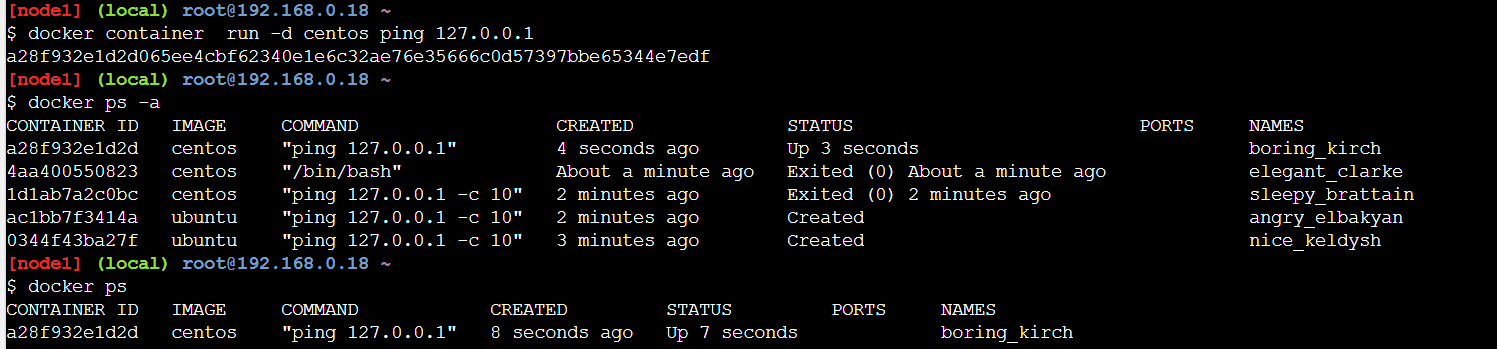 [node1] (local) root@192.168.0.18 ~
$ docker container  run -d centos ping 127.0.0.1
a28f932e1d2d065ee4cbf62340e1e6c32ae76e35666c0d57397bbe65344e7edf
[node1] (local) root@192.168.0.18 ~
$ docker ps -a
CONTAINER ID   IMAGE     COMMAND                  CREATED              STATUS                          PORTS     NAMES
a28f932e1d2d   centos    "ping 127.0.0.1"         4 seconds ago        Up 3 seconds                              boring_kirch
4aa400550823   centos    "/bin/bash"              About a minute ago   Exited (0) About a minute ago             elegant_clarke
1d1ab7a2c0bc   centos    "ping 127.0.0.1 -c 10"   2 minutes ago        Exited (0) 2 minutes ago                  sleepy_brattain
ac1bb7f3414a   ubuntu    "ping 127.0.0.1 -c 10"   2 minutes ago        Created                                   angry_elbakyan
0344f43ba27f   ubuntu    "ping 127.0.0.1 -c 10"   3 minutes ago        Created                                   nice_keldysh
[node1] (local) root@192.168.0.18 ~
$ docker ps
CONTAINER ID   IMAGE     COMMAND            CREATED         STATUS         PORTS     NAMES
a28f932e1d2d   centos    "ping 127.0.0.1"   8 seconds ago   Up 7 seconds             boring_kirch